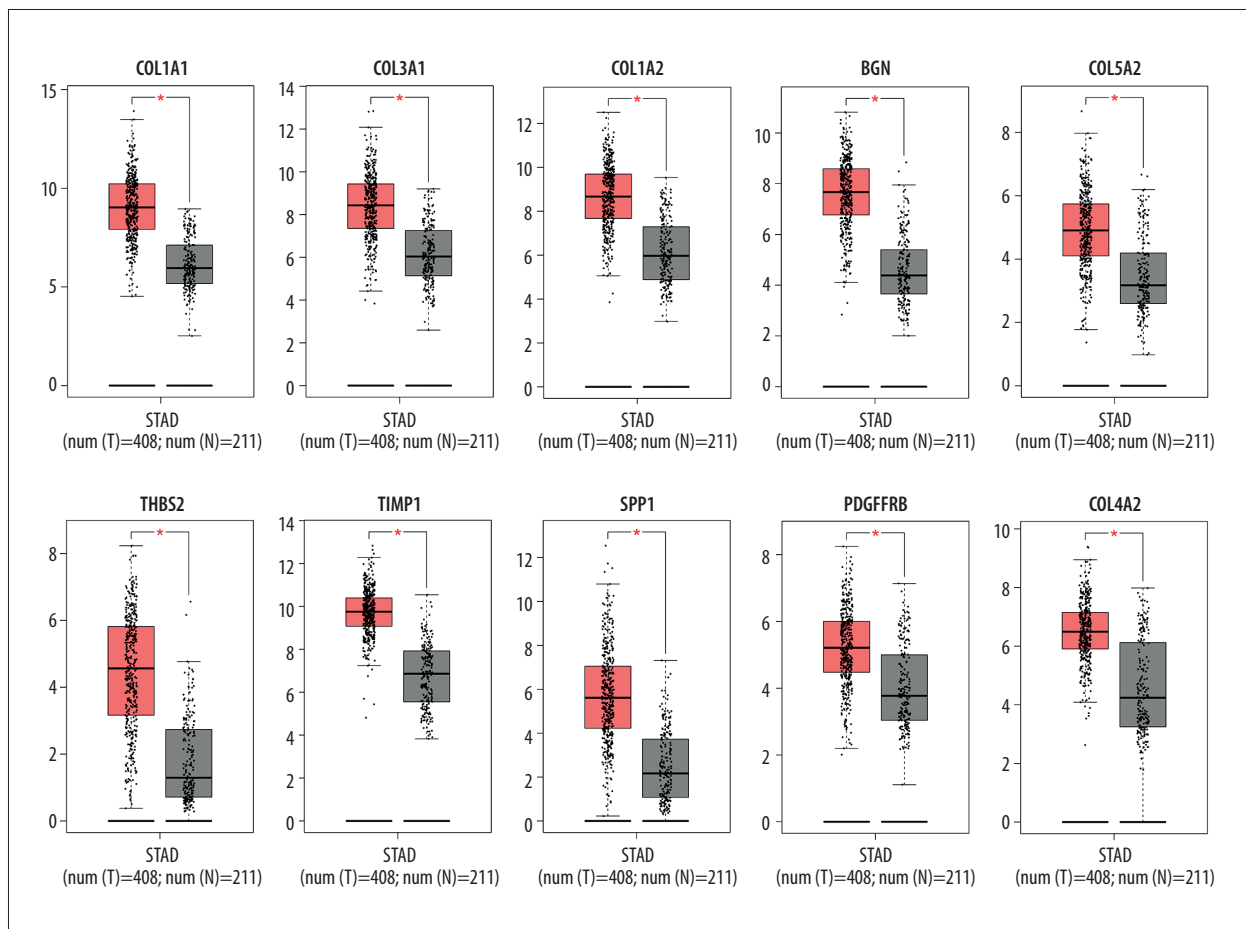 COL1A1
COL3A1
COL1A2
BGN
COL5A2
15
10
5
0
*
14
12
10
8
6
4
2
0
*
12
10
8
6
4
2
0
*
10
8
6
4
2
0
*
8
6
4
2
0
*
STAD
(num (T)=408; num (N)=211)
STAD
(num (T)=408; num (N)=211)
STAD
(num (T)=408; num (N)=211)
STAD
(num (T)=408; num (N)=211)
STAD
(num (T)=408; num (N)=211)
THBS2
TIMP1
SPP1
PDGFFRB
COL4A2
8
6
4
2
0
*
14
12
10
8
6
4
2
0
*
12
10
8
6
4
2
0
*
8
6
4
2
0
*
10
8
6
4
2
0
*
STAD
(num (T)=408; num (N)=211)
STAD
(num (T)=408; num (N)=211)
STAD
(num (T)=408; num (N)=211)
STAD
(num (T)=408; num (N)=211)
STAD
(num (T)=408; num (N)=211)